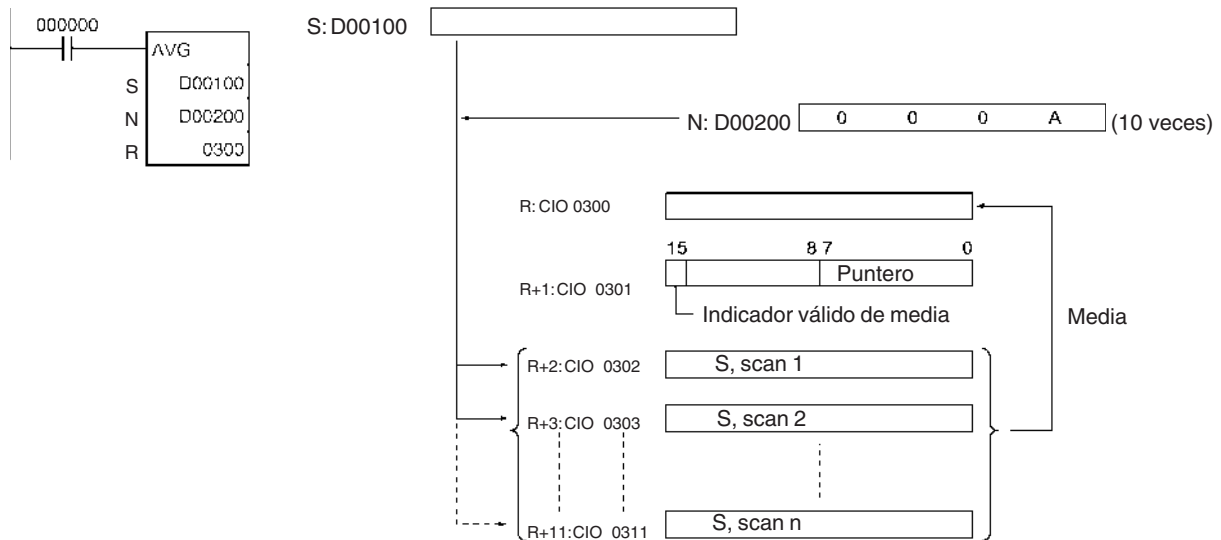 000000
AVG
S D00100
N D00200
R 0300
S: D00100
N: D00200 0 0 0 A (10 veces)
R: CIO 0300
15 8 7 0
R+1: CIO 0301 Puntero
Indicador válido de media
Media
R+2: CIO 0302 S, scan 1
R+3: CIO 0303 S, scan 2
R+11: CIO 0311 S, scan n